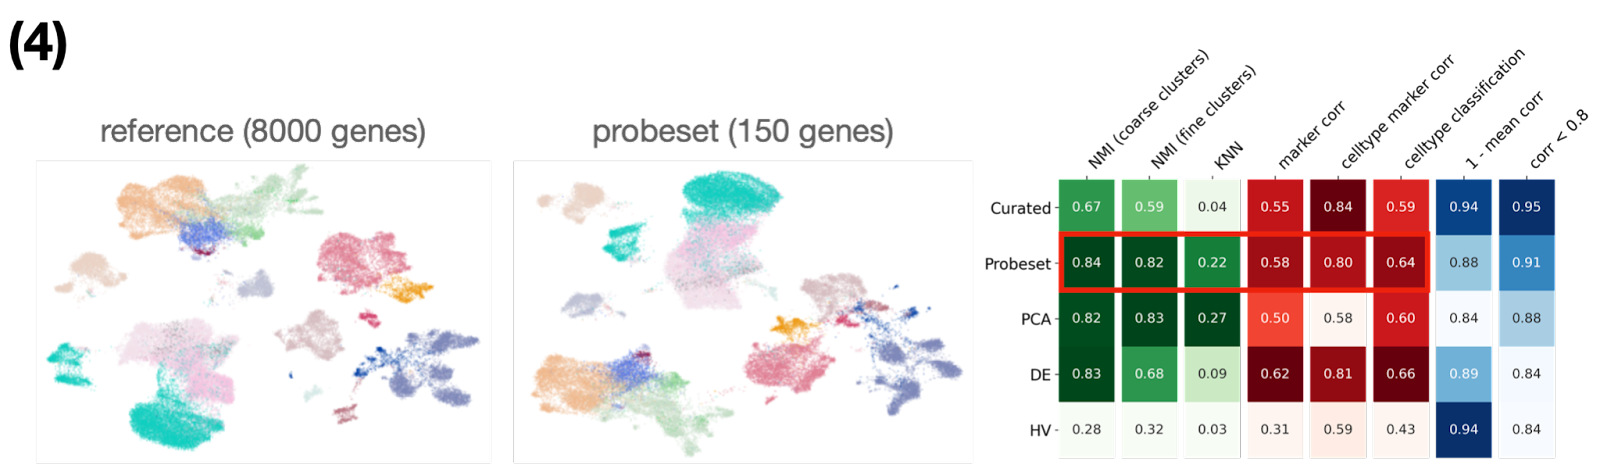 (4)
reference (8000 genes)
probeset (150 genes)
NMI (coarse clusters)
NMI (fine clusters)
KNN
marker corr
celltype marker corr
celltype classification
1 - mean corr
corr < 0.8
Curated 0.67 0.59 0.04 0.55 0.84 0.59 0.94 0.95
Probeset 0.84 0.82 0.22 0.58 0.80 0.64 0.88 0.91
PCA 0.82 0.83 0.27 0.50 0.58 0.60 0.84 0.88
DE 0.83 0.68 0.09 0.62 0.81 0.66 0.89 0.84
HV 0.28 0.32 0.03 0.31 0.59 0.43 0.94 0.84